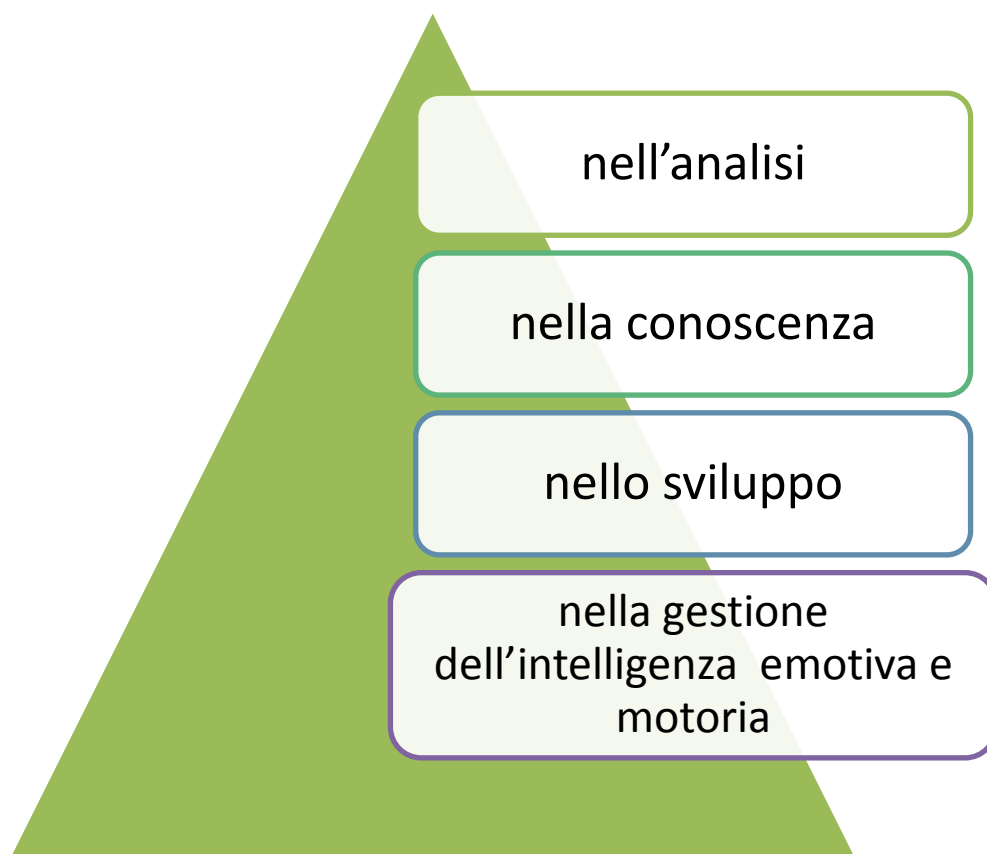 nell’analisi
nella conoscenza
nello sviluppo
nella gestione
dell’intelligenza  emotiva e
motoria